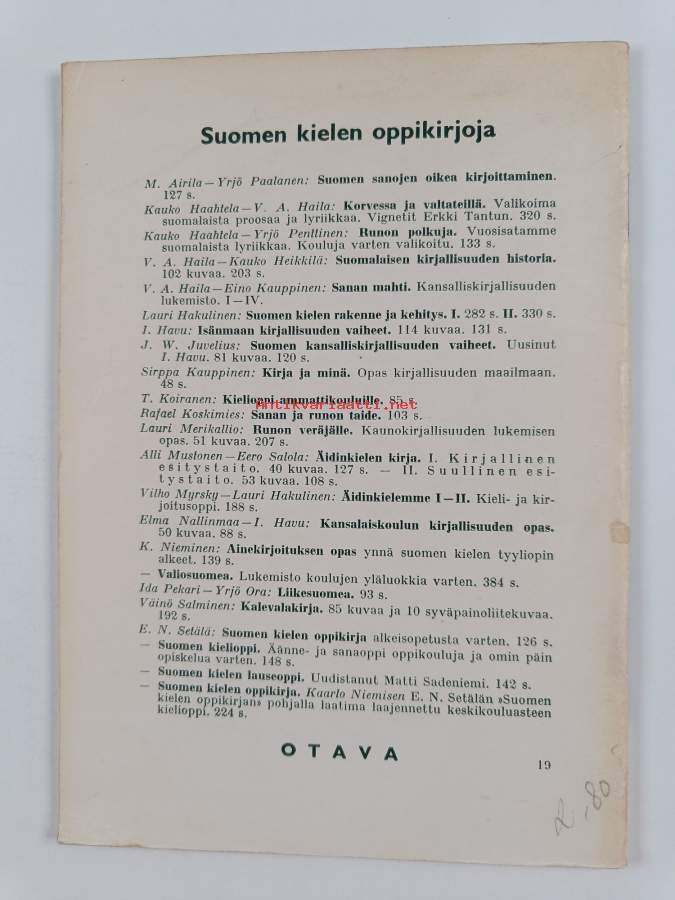 Suomen kielen oppikirjoja
M. Airila — Yrjö Paalanen: Suomen sanojen oikea kirjoittaminen.
127 s.
Kauko Haahtela — V. A. Haila: Korvessa ja valtateillä. Valikoima
suomalaista proosaa ja lyriikkaa. Vignetit Erkki Tantun. 320 s.
Kauko Haahtela — Yrjö Penttinen: Runon polkuja. Vuosisatamme
suomalaista lyriikkaa. Kouluja varten valikoitu. 133 s.
V. A. Haila — Kauko Heikkilä: Suomalaisen kirjallisuuden historia.
102 kuvaa. 203 s.
V. A. Haila — Eino Kauppinen: Sanan mahti. Kansalliskirjallisuuden
lukemisto. I—IV.
Lauri Hakulinen: Suomen kielen rakenne ja kehitys. I. 282 s. II. 330 s.
I. Havu: Isänmaan kirjallisuuden vaiheet. 114 kuvaa. 131 s.
J. W. Juvelius: Suomen kansalliskirjallisuuden vaiheet. Uusinut
I. Havu. 81 kuvaa. 120 s.
Sirppa Kauppinen: Kirja ja minä. Opas kirjallisuuden maailmaan.
48 s.
T. Koiranen: Kielioppi ammattikouluille. 85 s.
Antikvariaatti.net
Rafael Koskimies: Sanan ja runon taide. 103 s.
Lauri Merikallio: Runon veräjälle. Kaunokirjallisuuden lukemisen
opas. 51 kuvaa. 207 s.
Alli Mustonen — Eero Salola: Äidinkielen kirja. I. Kirjallinen
esitystaito. 40 kuvaa. 127 s. — II. Suullinen esi-
tystaito. 53 kuvaa. 108 s.
Vilho Myrsky — Lauri Hakulinen: Äidinkielemme I—II. Kieli- ja kir-
joitusoppi. 188 s.
Elma Nallinmaa — I. Havu: Kansalaiskoulun kirjallisuuden opas.
50 kuvaa. 88 s.
K. Nieminen: Ainekirjoituksen opas ynnä suomen kielen tyyliopin
alkeet. 139 s.
— Valiosuomea. Lukemisto koulujen yläluokkia varten. 384 s.
Ida Pekari — Yrjö Ora: Liikesuomea. 93 s.
Väinö Salminen: Kalevalakirja. 85 kuvaa ja 10 syväpainoliitekuvaa.
192 s.
E. N. Setälä: Suomen kielen oppikirja alkeisopetusta varten. 126 s.
— Suomen kielioppi. Äänne- ja sanaoppi oppikouluja ja omin päin
opiskelua varten. 148 s.
— Suomen kielen lauseoppi. Uudistanut Matti Sadeniemi. 142 s.
— Suomen kielen oppikirja. Kaarlo Niemisen E. N. Setälän »Suomen
kielen oppikirjan» pohjalla laatima laajennettu keskikouluasteen
kielioppi. 224 s.
OTAVA
19